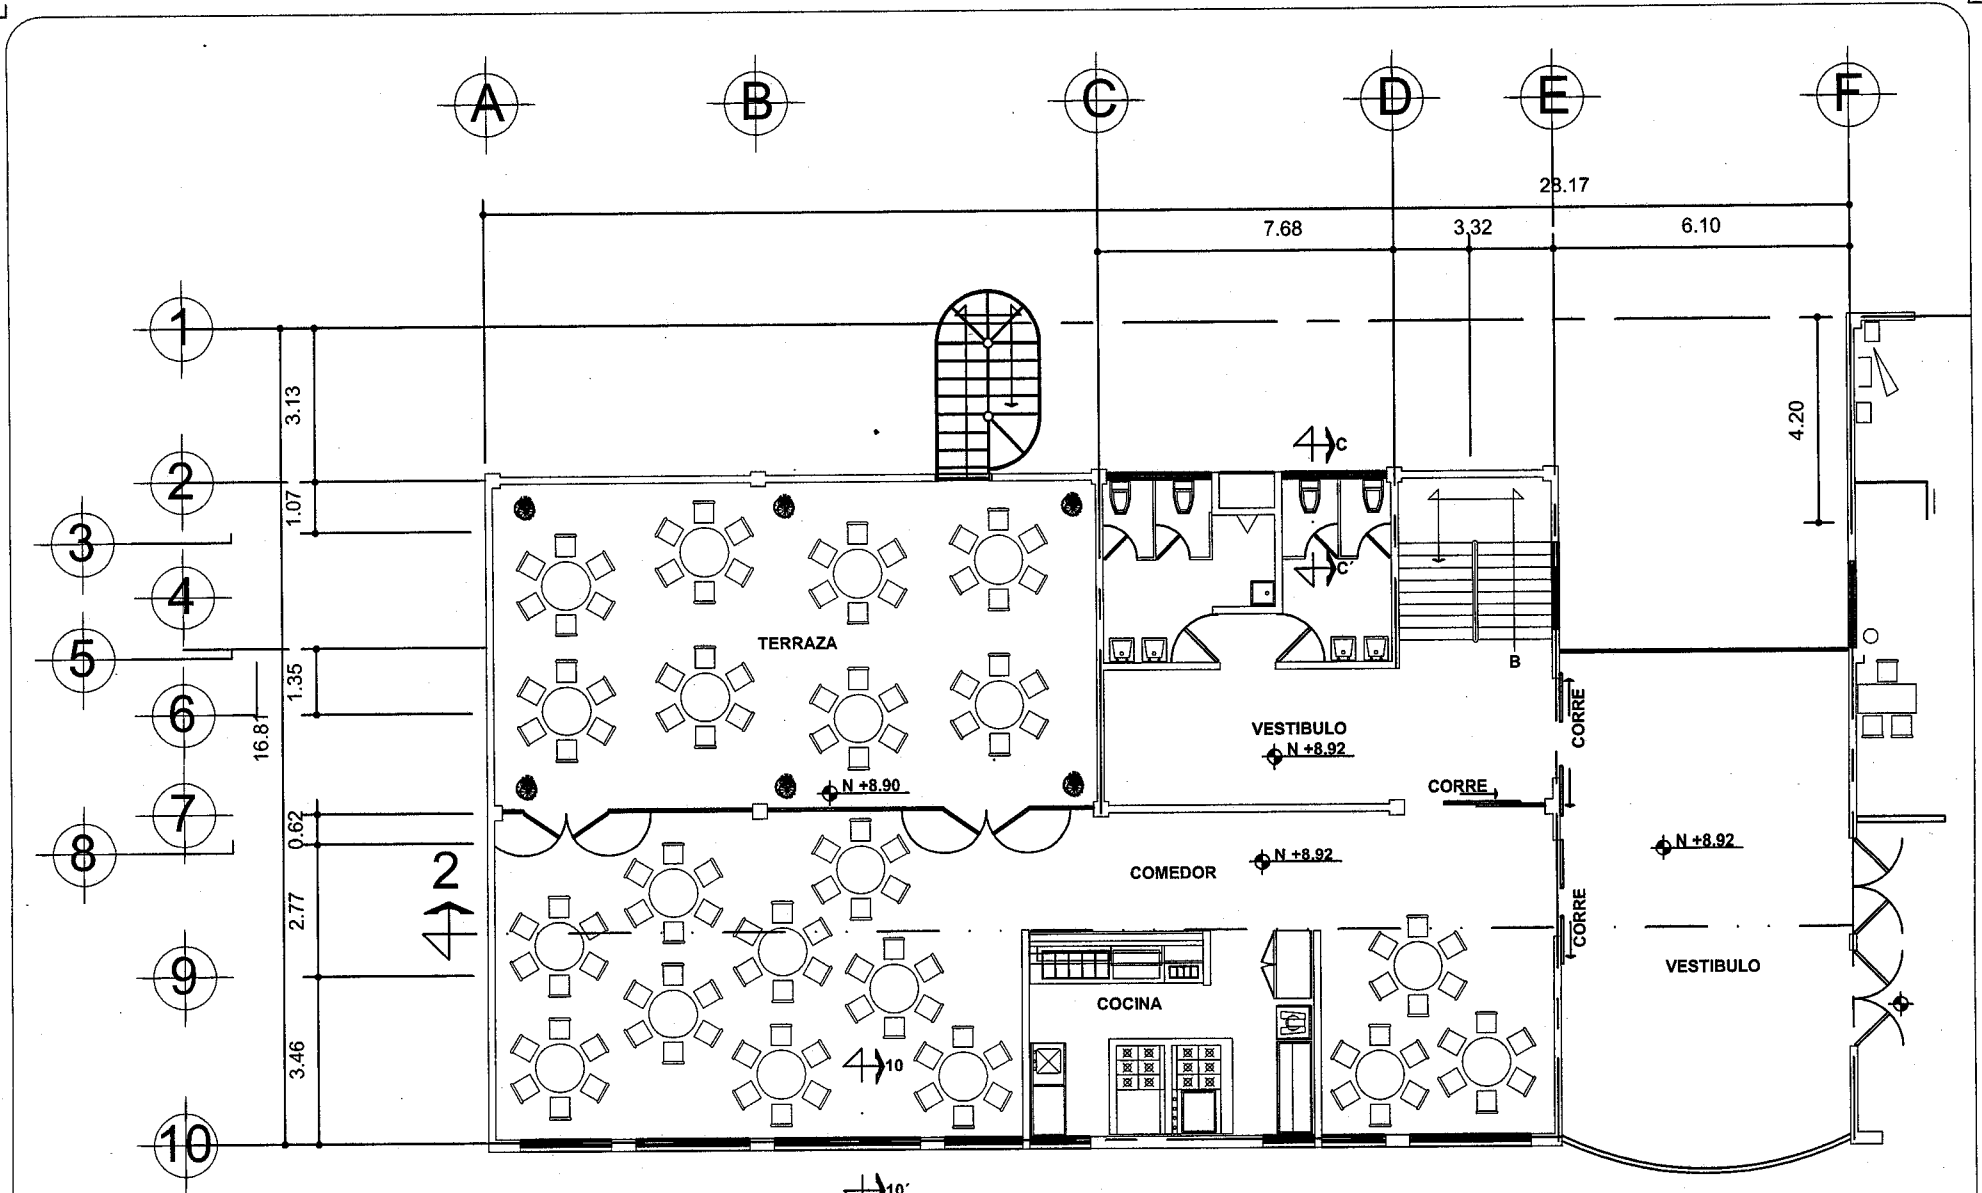 A
B
C
D
E
F
28.17
7.68
3.32
6.10
1
3.13
4.20
2
C
1.07
3
C´
4
TERRAZA
5
B
1.35
6
CORRE
16.81
VESTIBULO
N +8.92
N +8.90
CORRE
7
0.62
8
N +8.92
2
N +8.92
COMEDOR
2.77
CORRE
VESTIBULO
9
COCINA
3.46
10
10
10´